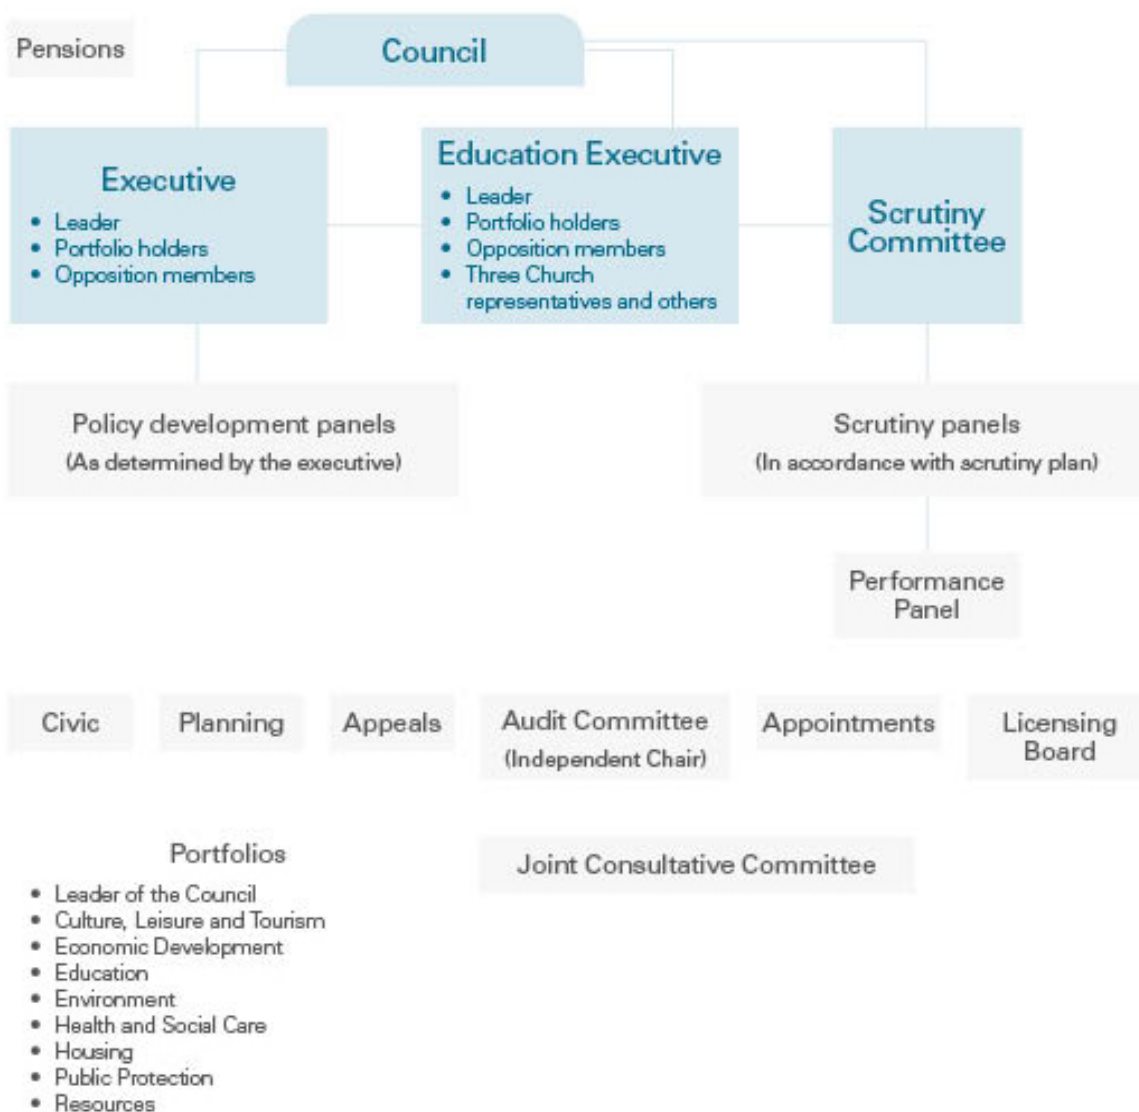 Pensions
Council
Executive
• Leader
• Portfolio holders
• Opposition members
Education Executive
• Leader
• Portfolio holders
• Opposition members
• Three Church
representatives and others
Scrutiny
Committee
Policy development panels
(As determined by the executive)
Scrutiny panels
(In accordance with scrutiny plan)
Performance
Panel
Civic
Planning
Appeals
Audit Committee
(Independent Chair)
Appointments
Licensing
Board
Portfolios
• Leader of the Council
• Culture, Leisure and Tourism
• Economic Development
• Education
• Environment
• Health and Social Care
• Housing
• Public Protection
• Resources
Joint Consultative Committee